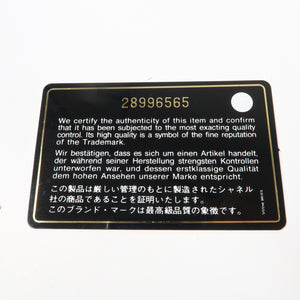 28996565
We certify the authenticity of this item and confirm
that it has been subjected to the most exacting quality
control. Its high quality is a symbol of the fine reputation
of the Trademark.
Wir bestätigen, dass es sich um einen Artikel handelt,
der während seiner Herstellung strengsten Kontrollen
unterworfen war, und dessen erstklassige Qualität
dem hohen Ansehen unserer Marke entspricht.
この製品は厳しい管理のもとに製造されたシャネル
社の商品であることを証明いたします。
このブランド・マークは最高級品質の象徴です。